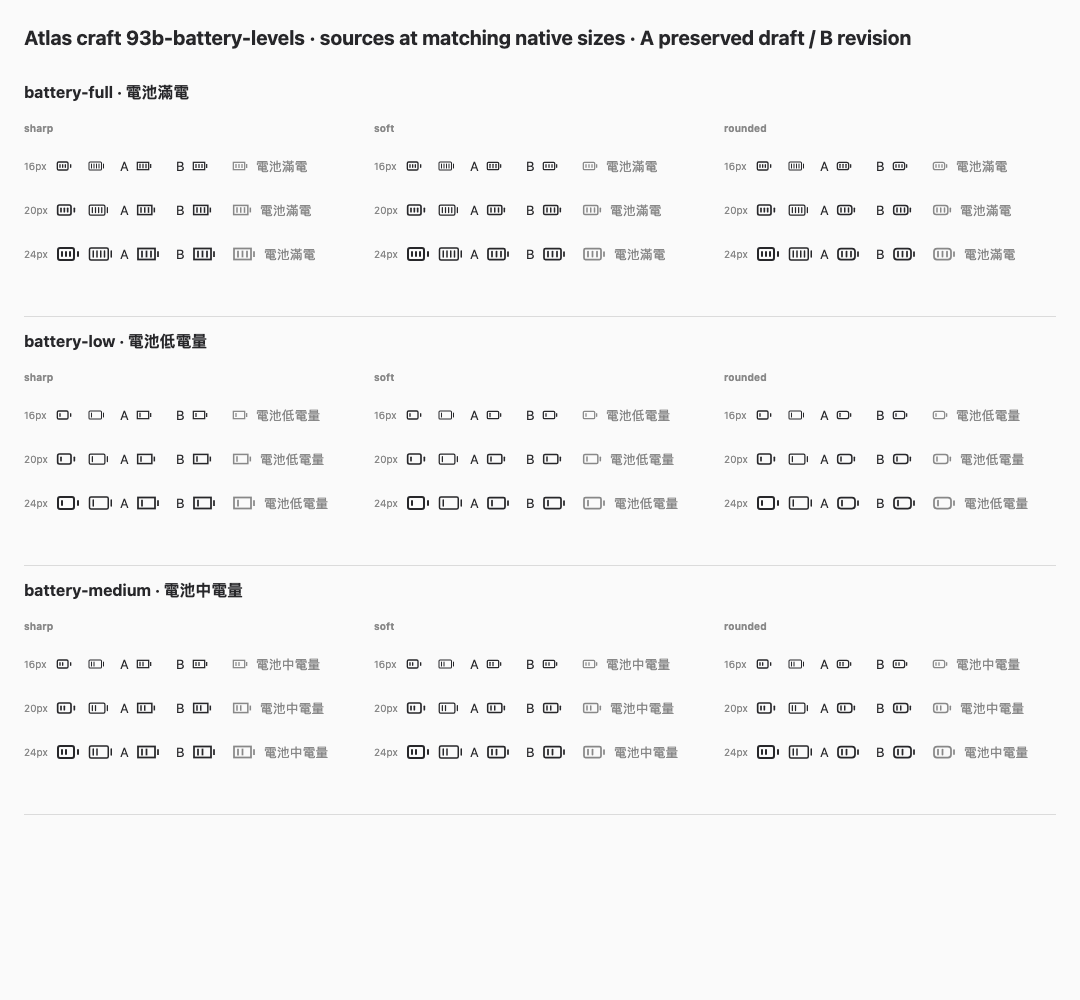 Atlas craft 93b-battery-levels · sources at matching native sizes · A preserved draft / B revision
battery-full · 電池滿電
sharp soft rounded
16px A B 電池滿電 16px A B 電池滿電 16px A B 電池滿電
20px A B 電池滿電 20px A B 電池滿電 20px A B 電池滿電
24px A B 電池滿電 24px A B 電池滿電 24px A B 電池滿電
battery-low · 電池低電量
sharp soft rounded
16px A B 電池低電量 16px A B 電池低電量 16px A B 電池低電量
20px A B 電池低電量 20px A B 電池低電量 20px A B 電池低電量
24px A B 電池低電量 24px A B 電池低電量 24px A B 電池低電量
battery-medium · 電池中電量
sharp soft rounded
16px A B 電池中電量 16px A B 電池中電量 16px A B 電池中電量
20px A B 電池中電量 20px A B 電池中電量 20px A B 電池中電量
24px A B 電池中電量 24px A B 電池中電量 24px A B 電池中電量